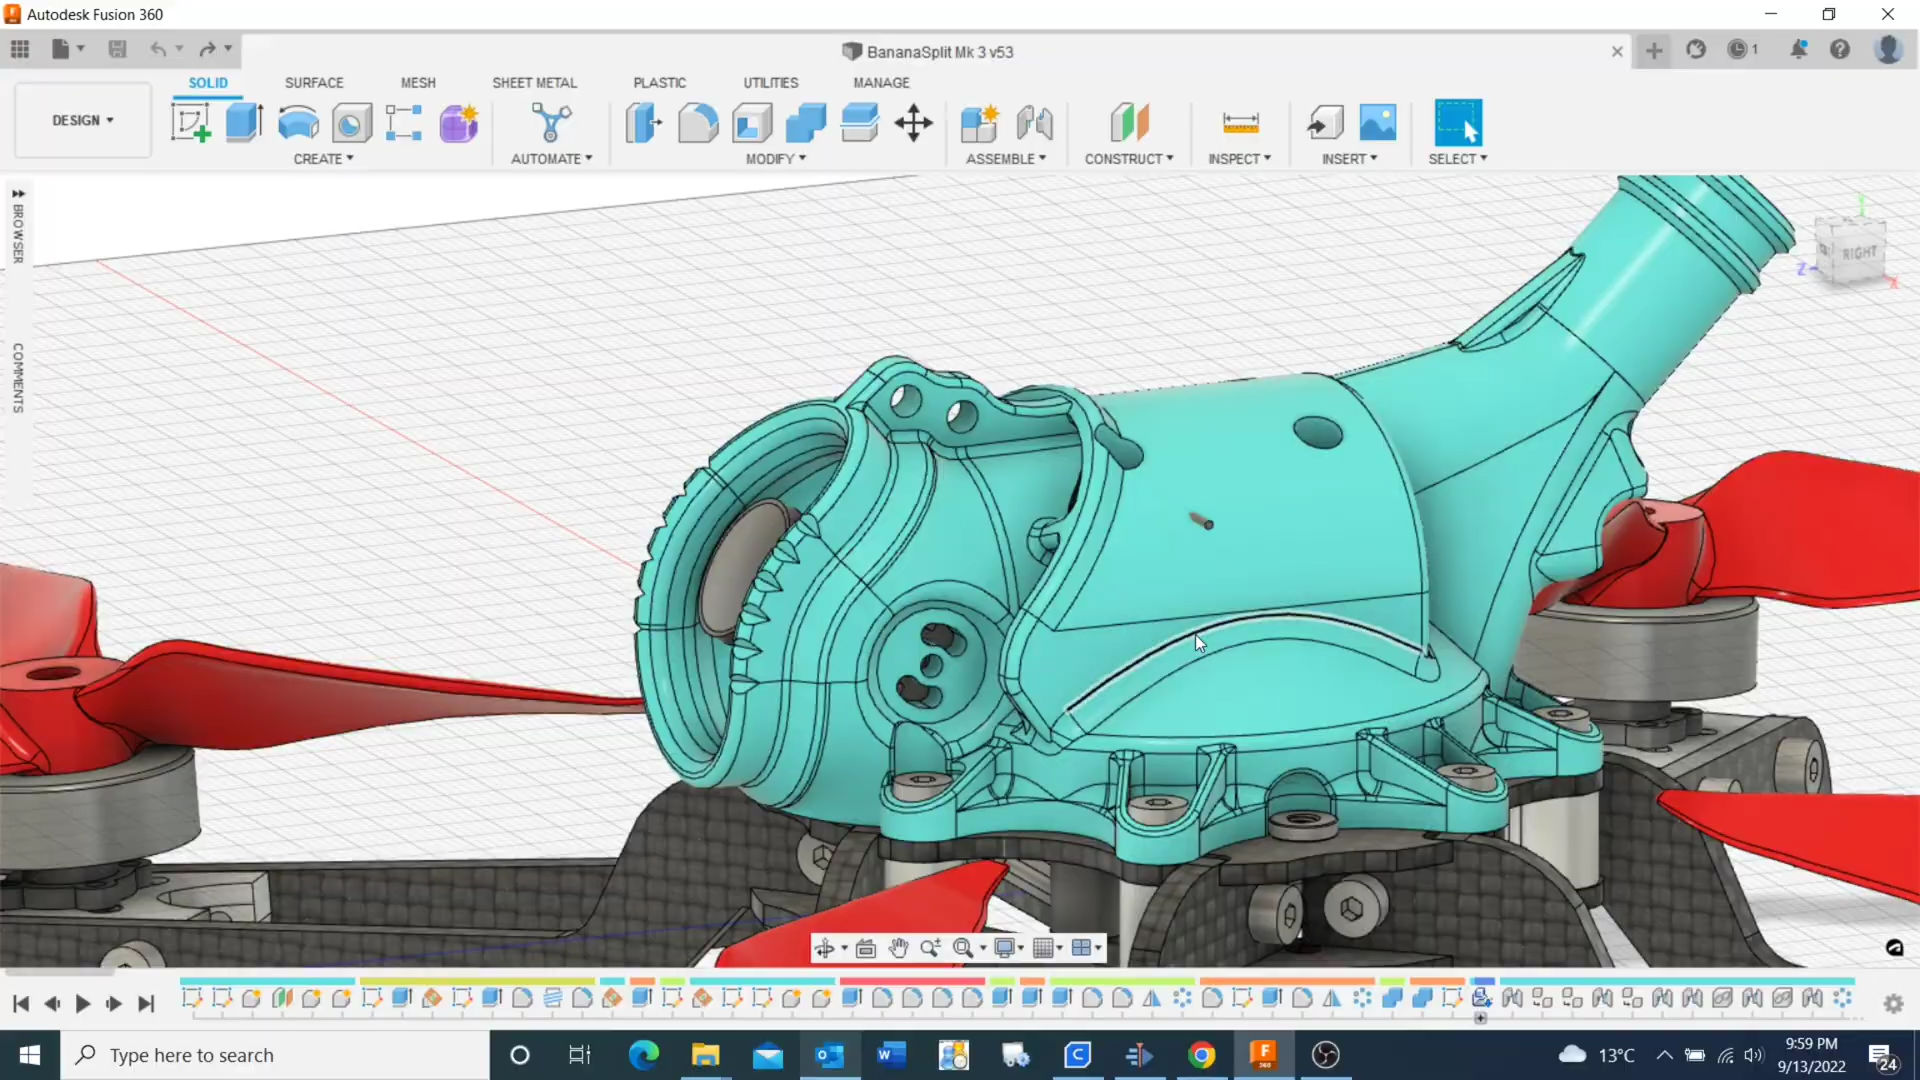 Autodesk Fusion 360
BananaSplit Mk 3 v53
1
SOLID SURFACE MESH SHEET METAL PLASTIC UTILITIES MANAGE
DESIGN
CREATE AUTOMATE MODIFY ASSEMBLE CONSTRUCT INSPECT INSERT SELECT
BROWSER
COMMENTS
RIGHT
Y
Z
X
Type here to search
13°C
9:59 PM
9/13/2022
24